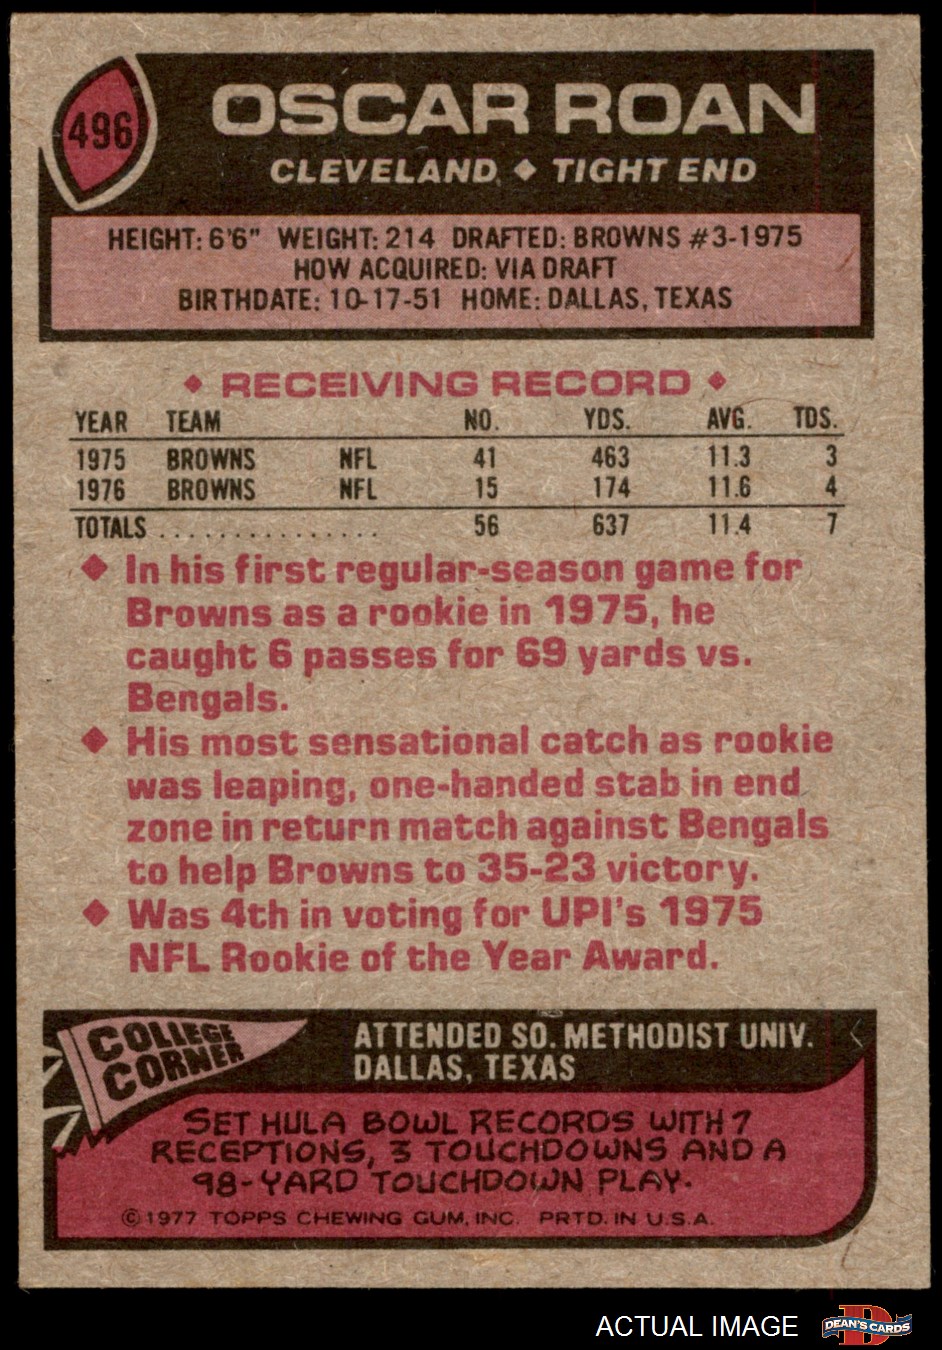 496
OSCAR ROAN
CLEVELAND ◆ TIGHT END
HEIGHT: 6'6" WEIGHT: 214 DRAFTED: BROWNS #3-1975
HOW ACQUIRED: VIA DRAFT
BIRTHDATE: 10-17-51 HOME: DALLAS, TEXAS
◆ RECEIVING RECORD ◆
YEAR TEAM NO. YDS. AVG. TDS.
1975 BROWNS NFL 41 463 11.3 3
1976 BROWNS NFL 15 174 11.6 4
TOTALS . . . . . . . . . . . . . . . 56 637 11.4 7
◆ In his first regular-season game for
Browns as a rookie in 1975, he
caught 6 passes for 69 yards vs.
Bengals.
◆ His most sensational catch as rookie
was leaping, one-handed stab in end
zone in return match against Bengals
to help Browns to 35-23 victory.
◆ Was 4th in voting for UPI's 1975
NFL Rookie of the Year Award.
COLLEGE
CORNER
ATTENDED SO. METHODIST UNIV.
DALLAS, TEXAS
SET HULA BOWL RECORDS WITH 7
RECEPTIONS, 3 TOUCHDOWNS AND A
98-YARD TOUCHDOWN PLAY.
©1977 TOPPS CHEWING GUM, INC. PRTD. IN U.S.A.
ACTUAL IMAGE
D
DEAN'S CARDS